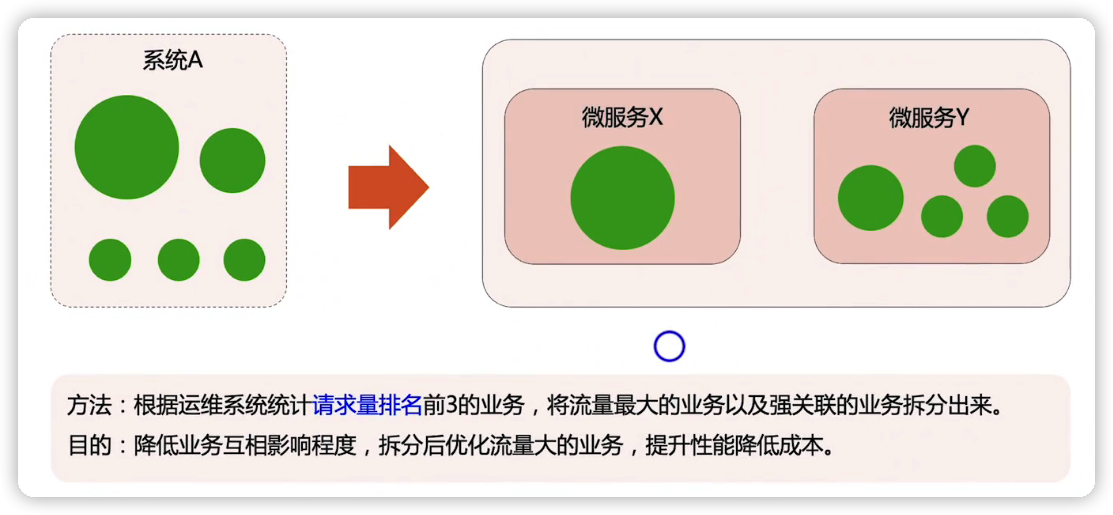 系统A
微服务X
微服务Y
方法：根据运维系统统计请求量排名前3的业务，将流量最大的业务以及强关联的业务拆分出来。
目的：降低业务互相影响程度，拆分后优化流量大的业务，提升性能降低成本。